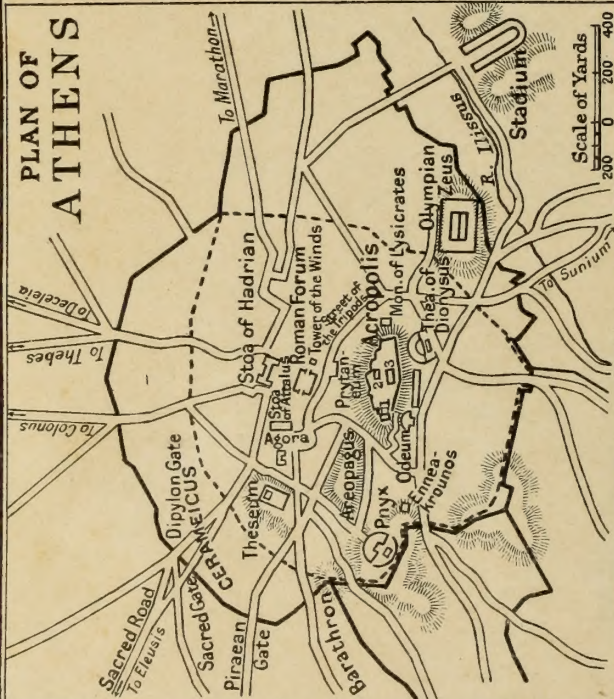 PLAN OF
ATHENS
To Marathon
To Deceleia
To Thebes
To Colonus
Dipylon Gate
CERAMEICUS
Sacred Road
To Eleusis
Sacred Gate
Piraean
Gate
Barathron
Stoa of Hadrian
Roman Forum
Tower of the Winds
Stoa
of Attalus
Agora
Theseum
Street of
the Tripods
Prytan-
eum
Acropolis
1
2
3
Mon. of Lysicrates
Thea. of
Dionysus
Olympian
Zeus
Areopagus
Odeum
Pnyx
Ennea-
krounos
R. Ilissus
Stadium
To Sunium
Scale of Yards
200 0 200 400